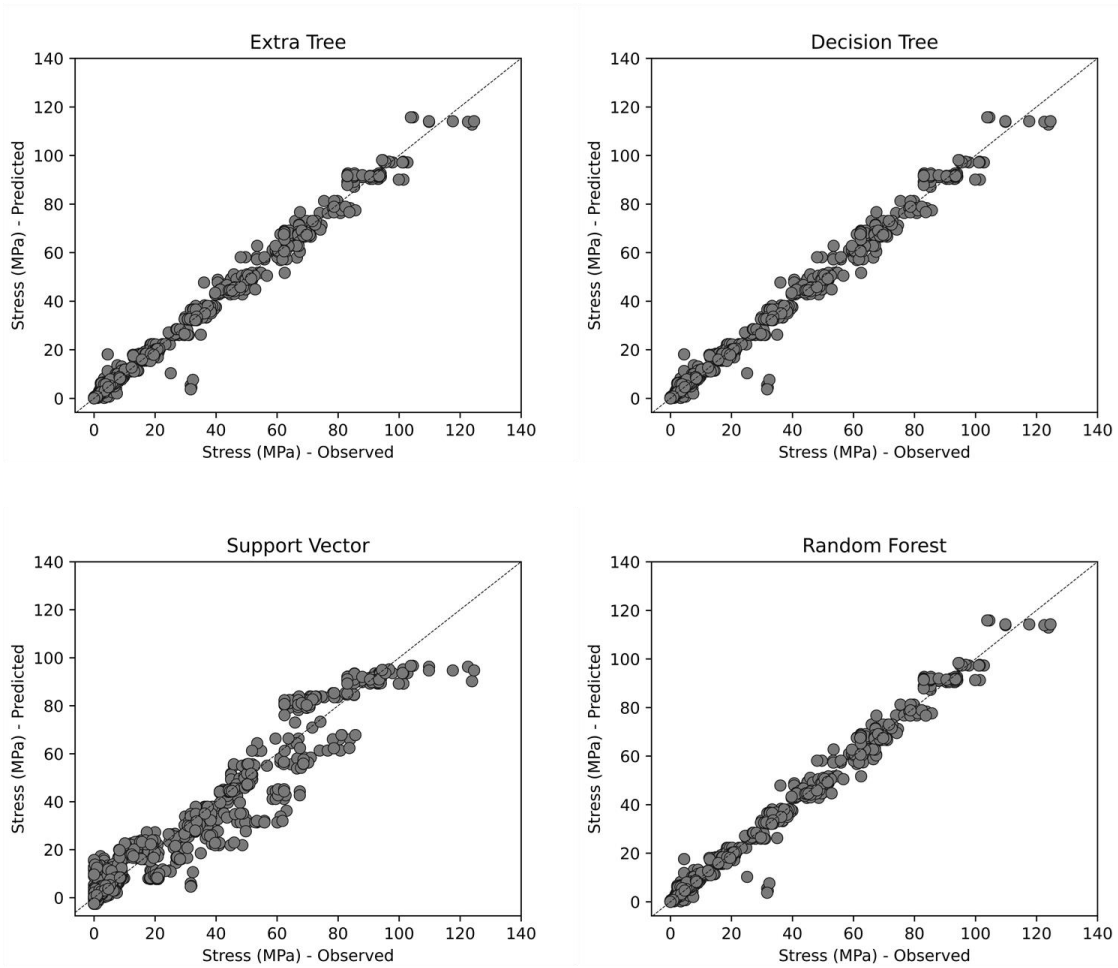 Extra Tree
140
120
100
80
60
40
20
0
Stress (MPa) - Predicted
0 20 40 60 80 100 120 140
Stress (MPa) - Observed
Decision Tree
140
120
100
80
60
40
20
0
Stress (MPa) - Predicted
0 20 40 60 80 100 120 140
Stress (MPa) - Observed
Support Vector
140
120
100
80
60
40
20
0
Stress (MPa) - Predicted
0 20 40 60 80 100 120 140
Stress (MPa) - Observed
Random Forest
140
120
100
80
60
40
20
0
Stress (MPa) - Predicted
0 20 40 60 80 100 120 140
Stress (MPa) - Observed